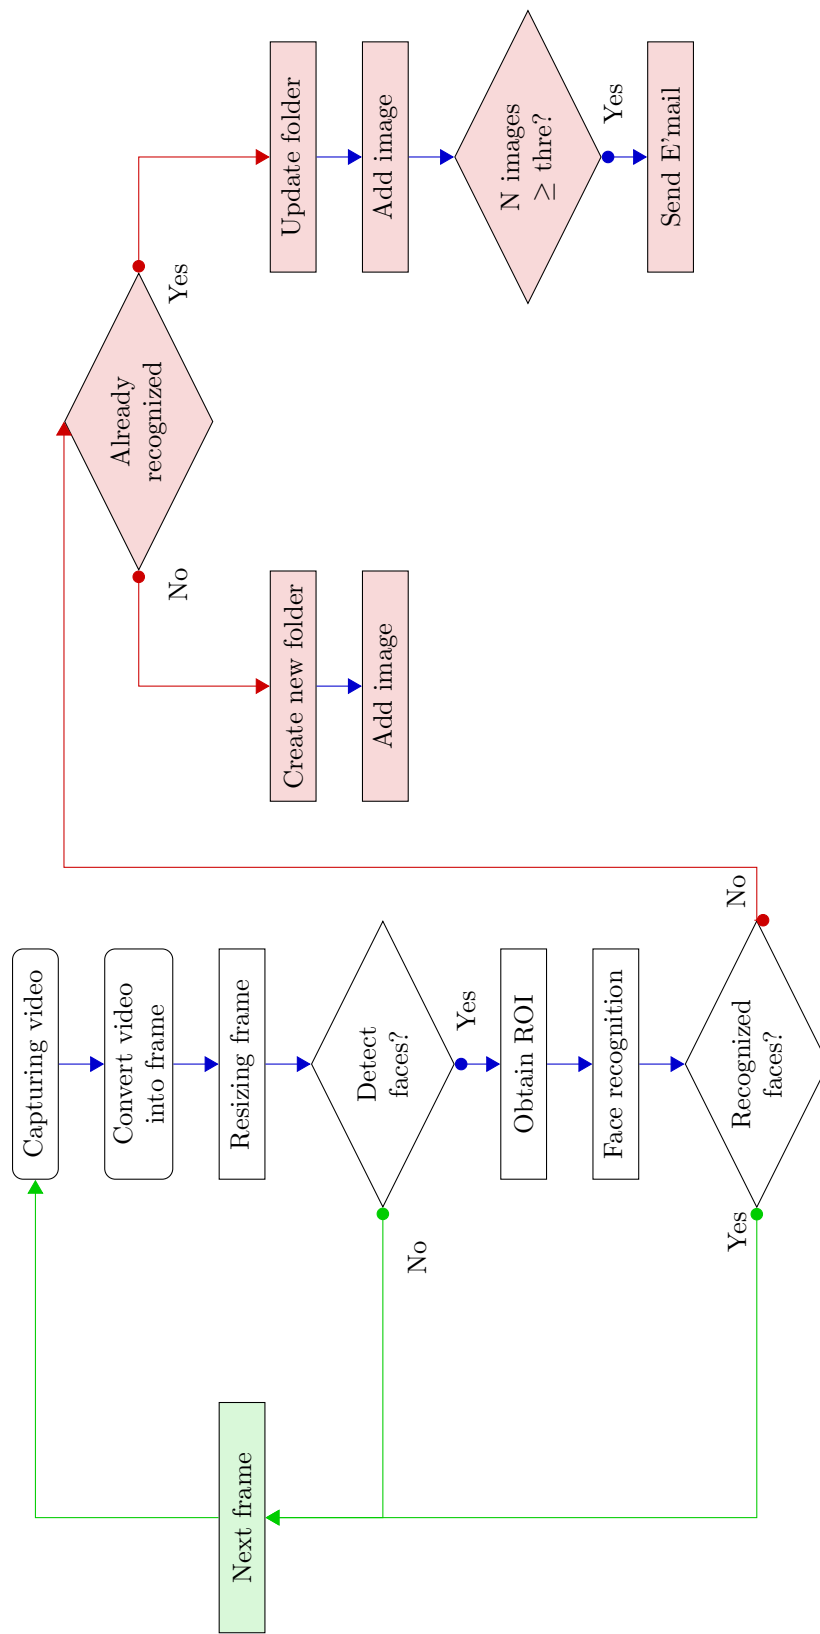 Capturing video
Convert video
into frame
Resizing frame
Detect
faces?
No
Yes
Next frame
Obtain ROI
Face recognition
Recognized
faces?
Yes
No
Already
recognized
No
Yes
Create new folder
Add image
Update folder
Add image
N images
≥ thre?
Yes
Send E'mail